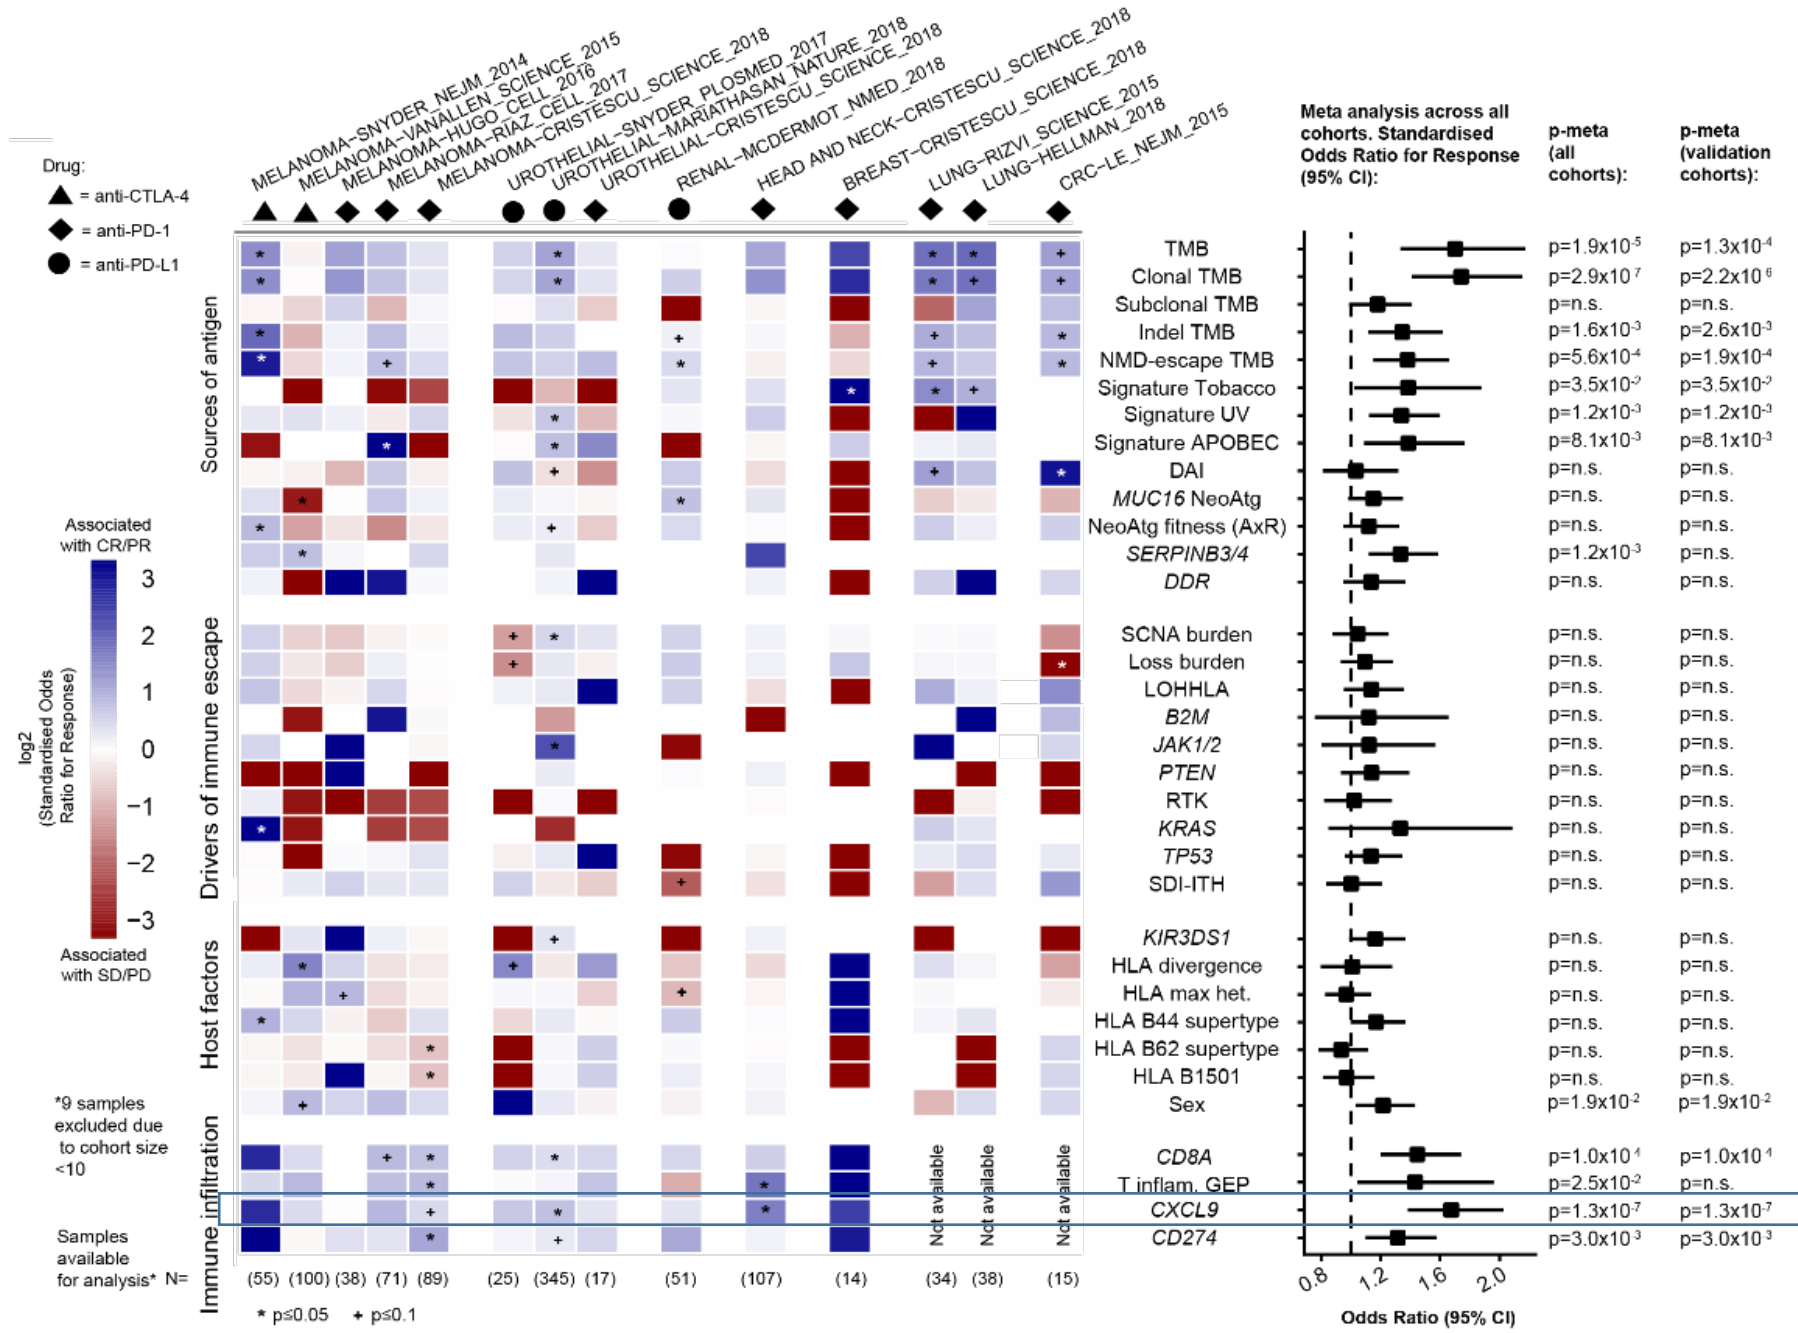 MELANOMA−SNYDER_NEJM_2014
MELANOMA−VANALLEN_SCIENCE_2015
MELANOMA−HUGO_CELL_2016
MELANOMA−RIAZ_CELL_2017
MELANOMA−CRISTESCU_SCIENCE_2018
UROTHELIAL−SNYDER_PLOSMED_2017
UROTHELIAL−MARIATHASAN_NATURE_2018
UROTHELIAL−CRISTESCU_SCIENCE_2018
RENAL−MCDERMOT_NMED_2018
HEAD AND NECK−CRISTESCU_SCIENCE_2018
BREAST−CRISTESCU_SCIENCE_2018
LUNG−RIZVI_SCIENCE_2015
LUNG−HELLMAN_2018
CRC−LE_NEJM_2015
Drug:
= anti-CTLA-4
= anti-PD-1
= anti-PD-L1
Meta analysis across all
cohorts. Standardised
Odds Ratio for Response
(95% CI):
p-meta
(all
cohorts):
p-meta
(validation
cohorts):
Sources of antigen
TMB p=1.9x10-5 p=1.3x10-4
Clonal TMB p=2.9x10 7 p=2.2x10 6
Subclonal TMB p=n.s. p=n.s.
Indel TMB p=1.6x10-3 p=2.6x10-3
NMD-escape TMB p=5.6x10-4 p=1.9x10-4
Signature Tobacco p=3.5x10-2 p=3.5x10-2
Signature UV p=1.2x10-3 p=1.2x10-3
Signature APOBEC p=8.1x10-3 p=8.1x10-3
DAI p=n.s. p=n.s.
MUC16 NeoAtg p=n.s. p=n.s.
NeoAtg fitness (AxR) p=n.s. p=n.s.
SERPINB3/4 p=1.2x10-3 p=n.s.
DDR p=n.s. p=n.s.
Drivers of immune escape
SCNA burden p=n.s. p=n.s.
Loss burden p=n.s. p=n.s.
LOHHLA p=n.s. p=n.s.
B2M p=n.s. p=n.s.
JAK1/2 p=n.s. p=n.s.
PTEN p=n.s. p=n.s.
RTK p=n.s. p=n.s.
KRAS p=n.s. p=n.s.
TP53 p=n.s. p=n.s.
SDI-ITH p=n.s. p=n.s.
Host factors
KIR3DS1 p=n.s. p=n.s.
HLA divergence p=n.s. p=n.s.
HLA max het. p=n.s. p=n.s.
HLA B44 supertype p=n.s. p=n.s.
HLA B62 supertype p=n.s. p=n.s.
HLA B1501 p=n.s. p=n.s.
Sex p=1.9x10-2 p=1.9x10-2
Immune infiltration
CD8A p=1.0x10 4 p=1.0x10 4
T inflam. GEP p=2.5x10-2 p=n.s.
CXCL9 p=1.3x10-7 p=1.3x10-7
CD274 p=3.0x10-3 p=3.0x10-3
Not available
Not available
Not available
Associated
with CR/PR
3
2
1
0
−1
−2
−3
log2
(Standardised Odds
Ratio for Response)
Associated
with SD/PD
*9 samples
excluded due
to cohort size
<10
Samples
available
for analysis* N=
(55) (100) (38) (71) (89) (25) (345) (17) (51) (107) (14) (34) (38) (15)
* p≤0.05 + p≤0.1
0.8 1.2 1.6 2.0
Odds Ratio (95% CI)